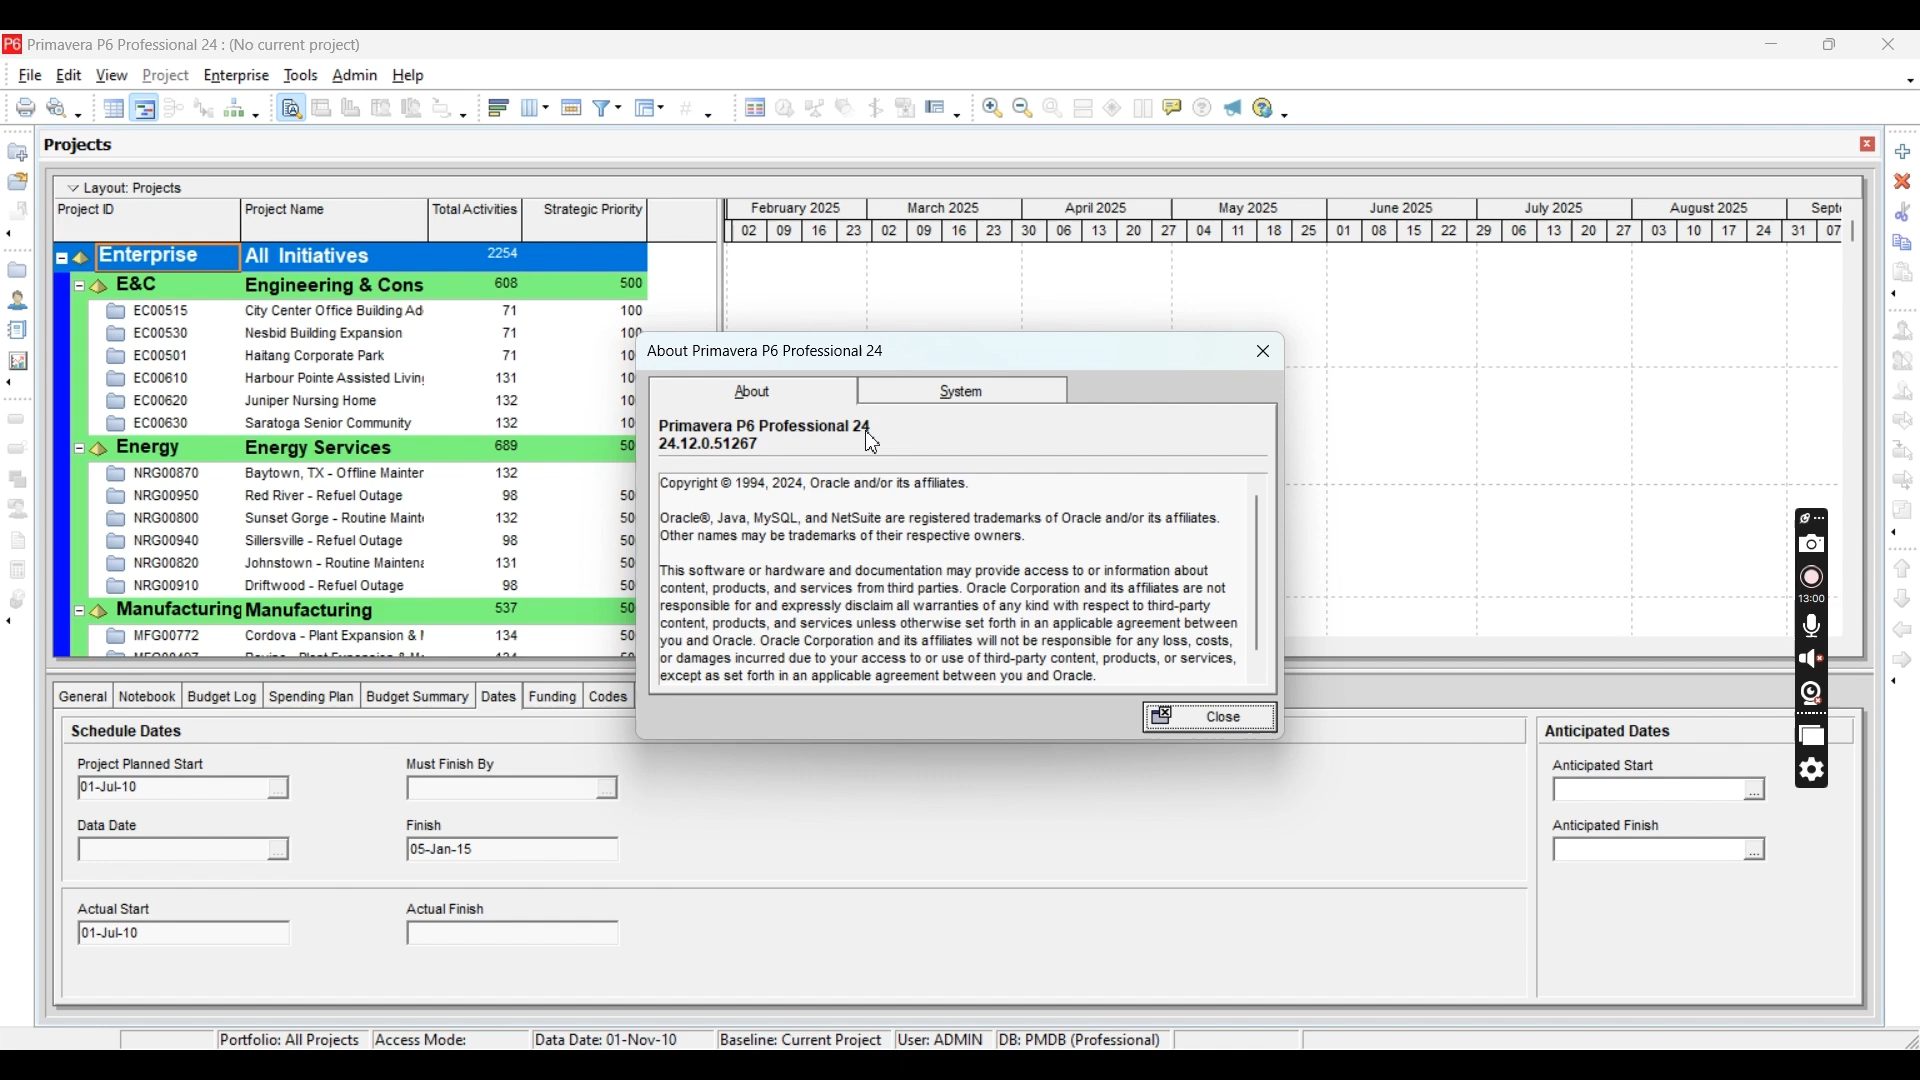 P6 Primavera P6 Professional 24 : (No current project)
File Edit View Project Enterprise Tools Admin Help
Projects
Layout: Projects
Project ID Project Name Total Activities Strategic Priority
February 2025 March 2025 April 2025 May 2025 June 2025 July 2025 August 2025 Septe
02 09 16 23 02 09 16 23 30 06 13 20 27 04 11 18 25 01 08 15 22 29 06 13 20 27 03 10 17 24 31 07
Enterprise All Initiatives 2254
E&C Engineering & Cons 608 500
EC00515 City Center Office Building Ad 71 100
EC00530 Nesbid Building Expansion 71 100
EC00501 Haitang Corporate Park 71 10
EC00610 Harbour Pointe Assisted Livin 131 10
EC00620 Juniper Nursing Home 132 10
EC00630 Saratoga Senior Community 132 10
Energy Energy Services 689 50
NRG00870 Baytown, TX - Offline Mainter 132
NRG00950 Red River - Refuel Outage 98 50
NRG00800 Sunset Gorge - Routine Maint 132 50
NRG00940 Sillersville - Refuel Outage 98 50
NRG00820 Johnstown - Routine Maintena 131 50
NRG00910 Driftwood - Refuel Outage 98 50
Manufacturing Manufacturing 537 50
MFG00772 Cordova - Plant Expansion & 134 50
About Primavera P6 Professional 24
About System
Primavera P6 Professional 24
24.12.0.51267
Copyright © 1994, 2024, Oracle and/or its affiliates.
Oracle®, Java, MySQL, and NetSuite are registered trademarks of Oracle and/or its affiliates.
Other names may be trademarks of their respective owners.
This software or hardware and documentation may provide access to or information about
content, products, and services from third parties. Oracle Corporation and its affiliates are not
responsible for and expressly disclaim all warranties of any kind with respect to third-party
content, products, and services unless otherwise set forth in an applicable agreement between
you and Oracle. Oracle Corporation and its affiliates will not be responsible for any loss, costs,
or damages incurred due to your access to or use of third-party content, products, or services,
except as set forth in an applicable agreement between you and Oracle.
Close
13:00
General Notebook Budget Log Spending Plan Budget Summary Dates Funding Codes
Schedule Dates
Anticipated Dates
Project Planned Start
01-Jul-10
Must Finish By
Anticipated Start
Data Date
Finish
05-Jan-15
Anticipated Finish
Actual Start
01-Jul-10
Actual Finish
Portfolio: All Projects Access Mode: Data Date: 01-Nov-10 Baseline: Current Project User: ADMIN DB: PMDB (Professional)